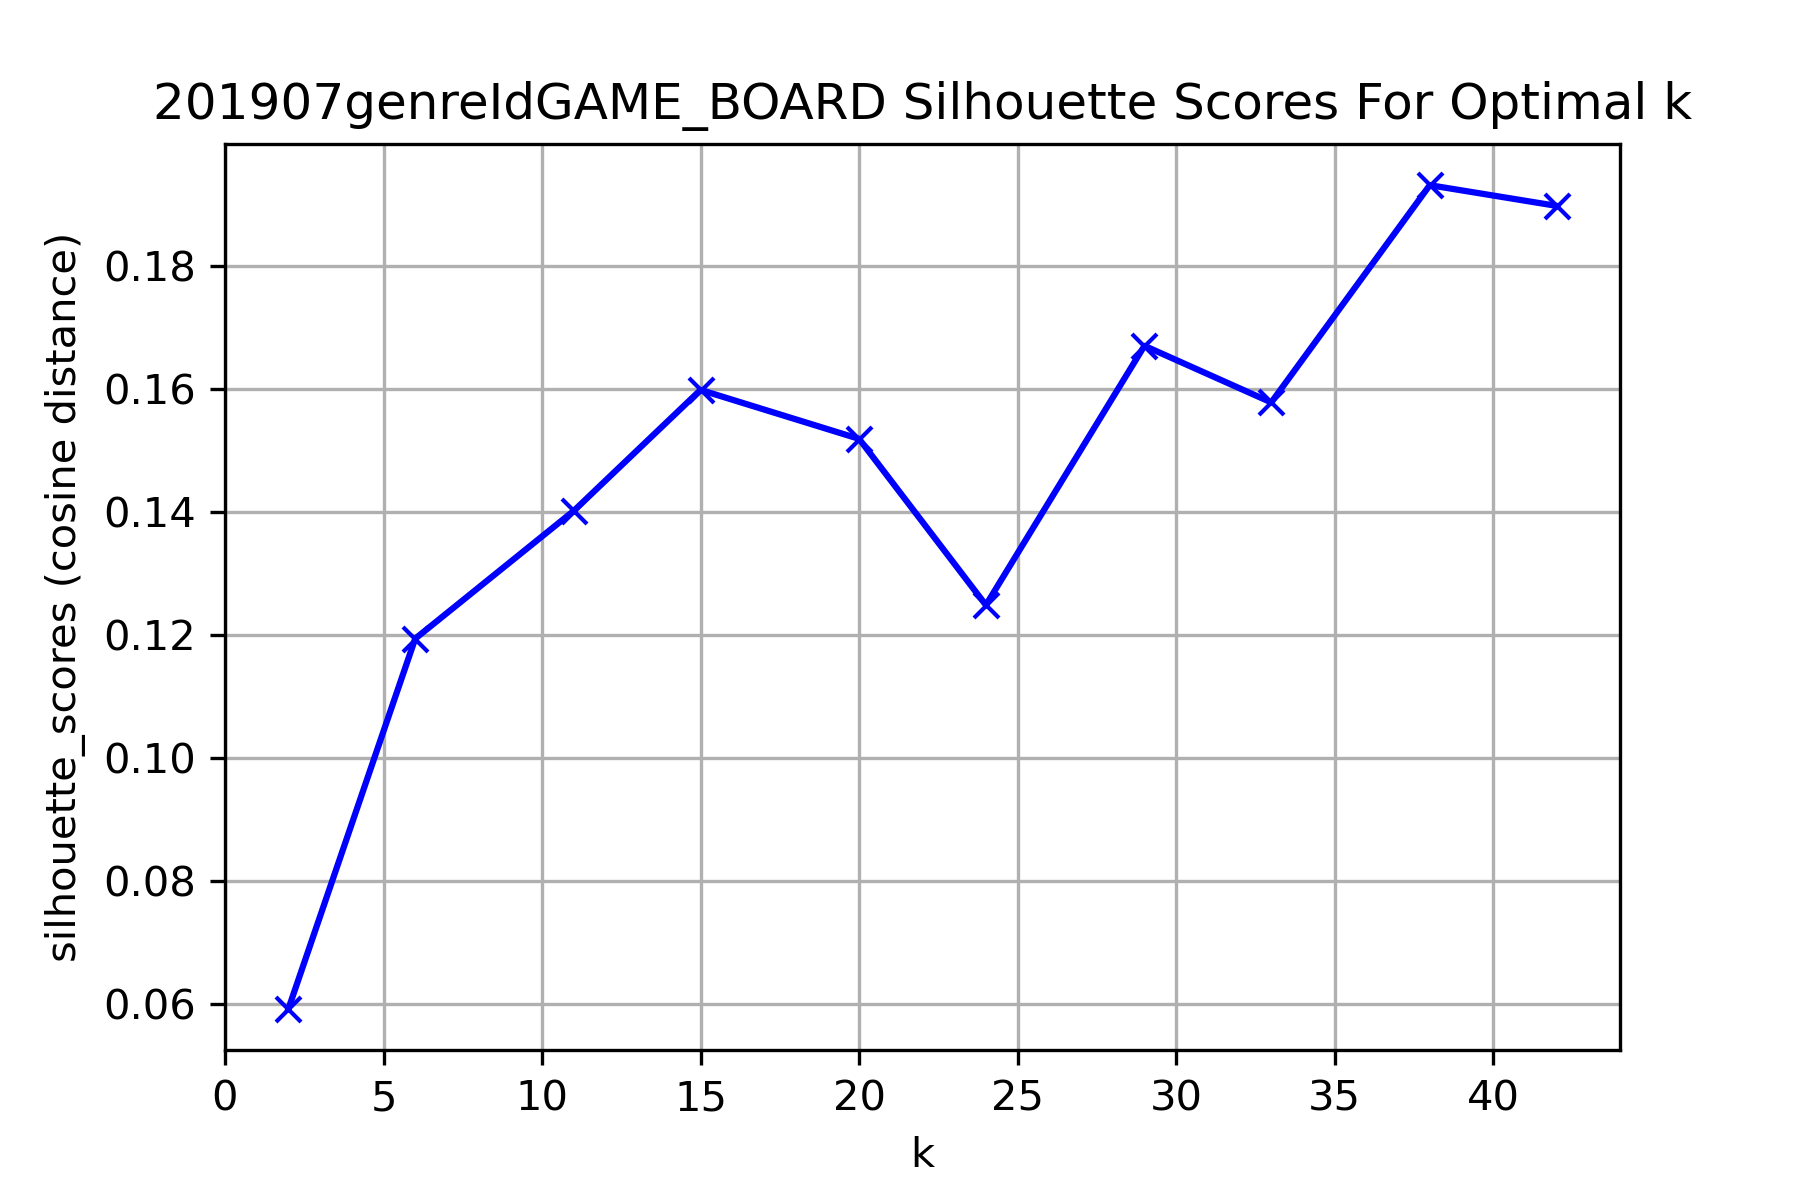 201907genreIdGAME_BOARD Silhouette Scores For Optimal k
silhouette_scores (cosine distance)
0.18
0.16
0.14
0.12
0.10
0.08
0.06
0 5 10 15 20 25 30 35 40
k